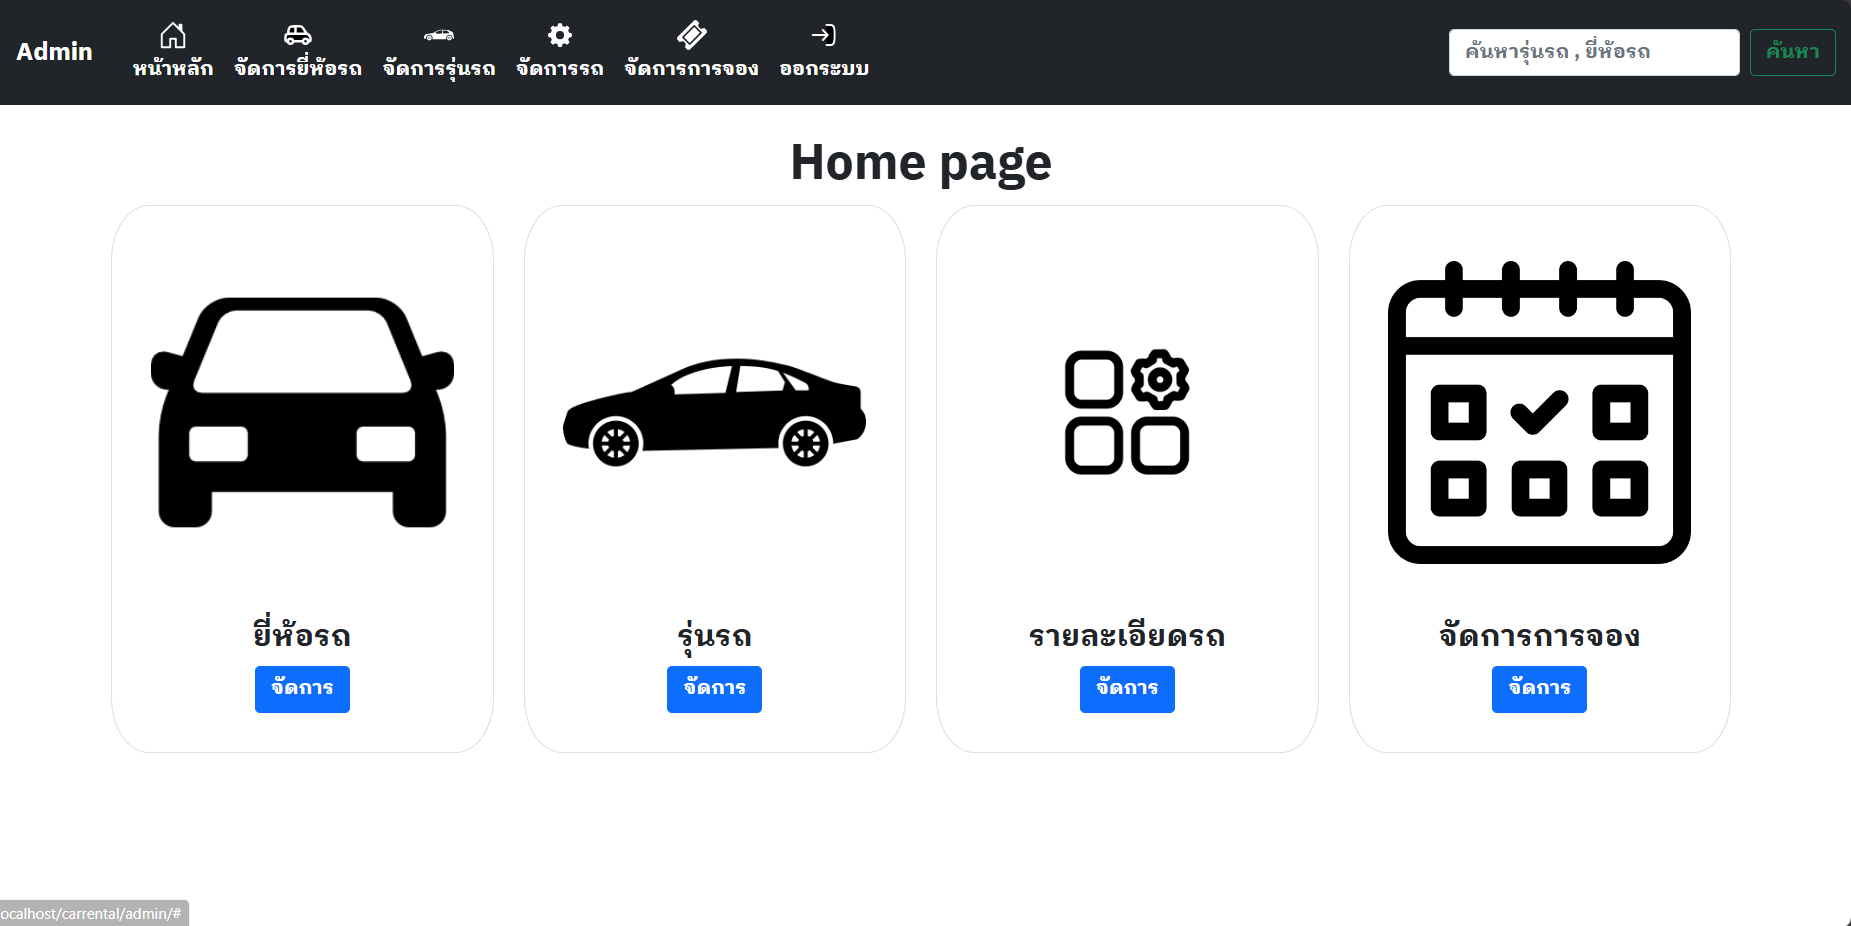 Admin
หน้าหลัก
จัดการยี่ห้อรถ
จัดการรุ่นรถ
จัดการรถ
จัดการการจอง
ออกระบบ
ค้นหารุ่นรถ , ยี่ห้อรถ
ค้นหา
Home page
ยี่ห้อรถ
จัดการ
รุ่นรถ
จัดการ
รายละเอียดรถ
จัดการ
จัดการการจอง
จัดการ
ocalhost/carrental/admin/#